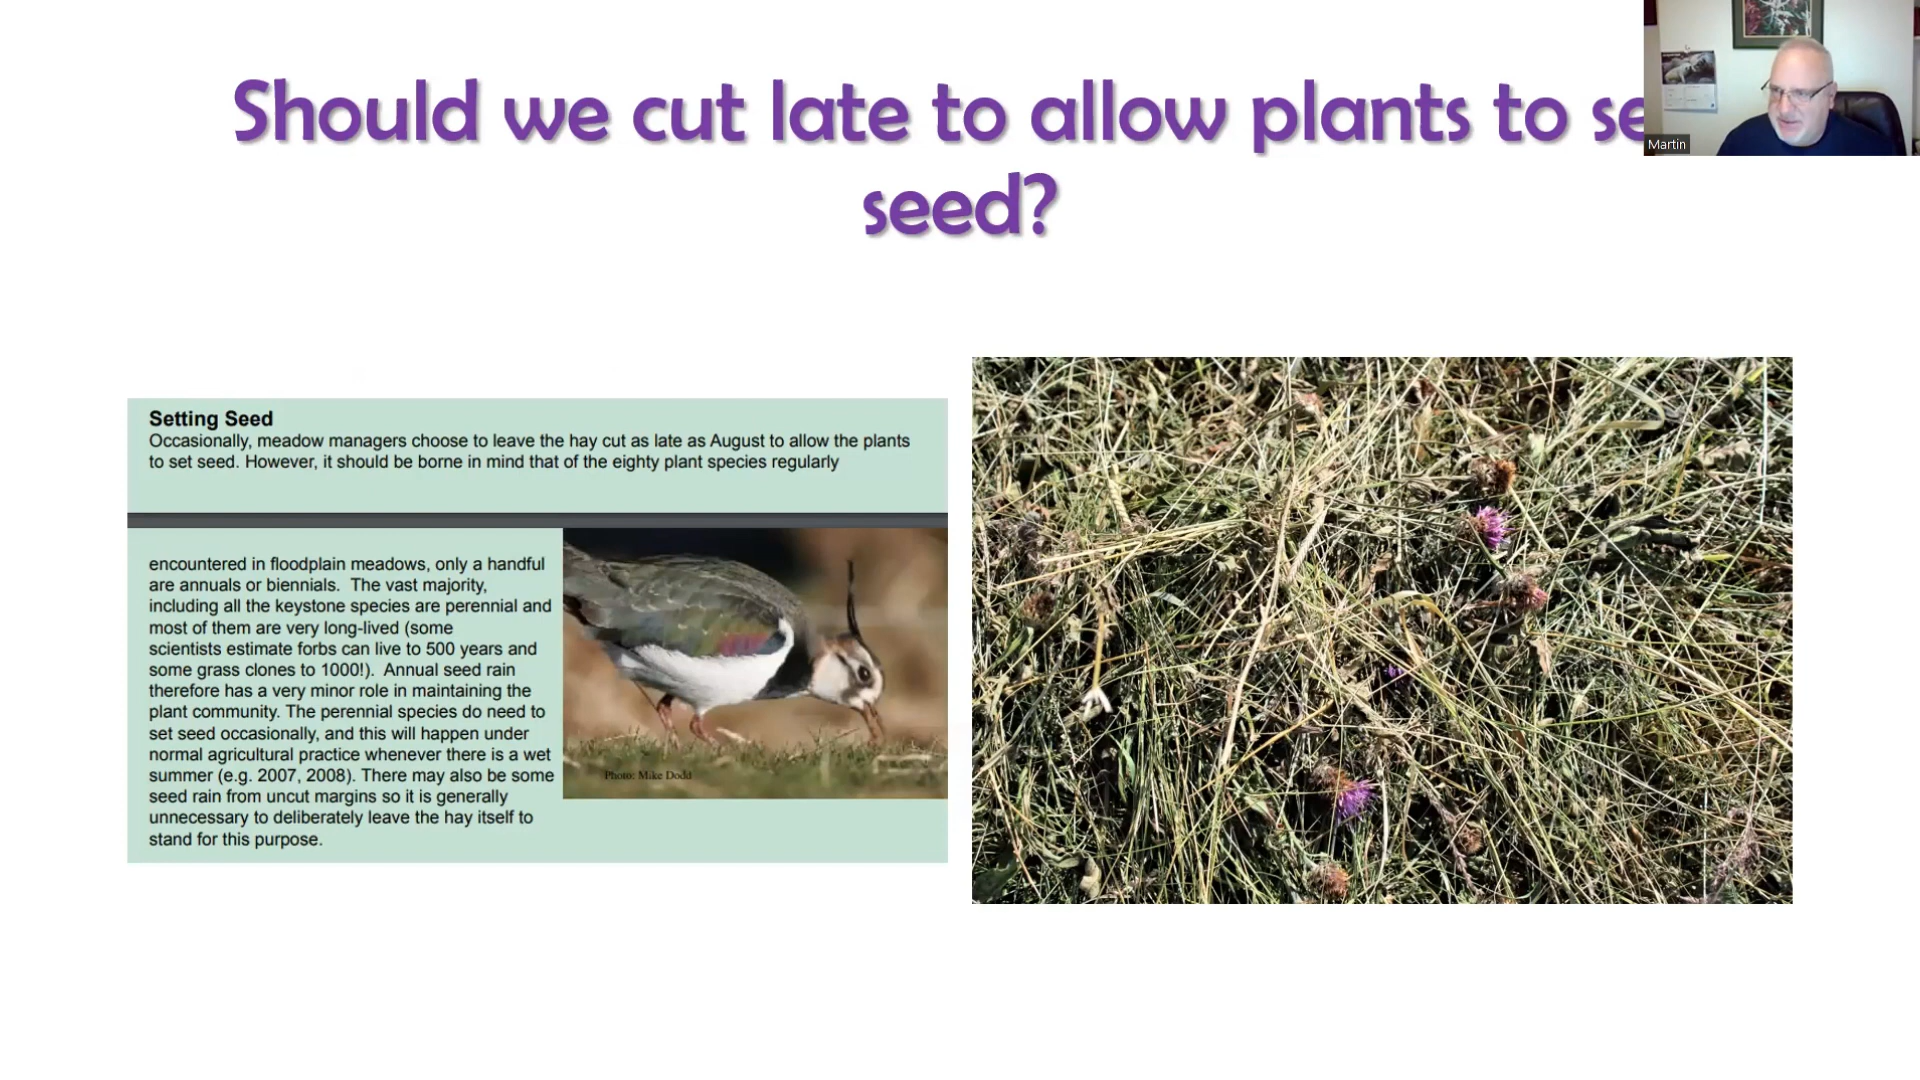 Should we cut late to allow plants to se
seed?
Martin
Setting Seed
Occasionally, meadow managers choose to leave the hay cut as late as August to allow the plants
to set seed. However, it should be borne in mind that of the eighty plant species regularly
encountered in floodplain meadows, only a handful
are annuals or biennials. The vast majority,
including all the keystone species are perennial and
most of them are very long-lived (some
scientists estimate forbs can live to 500 years and
some grass clones to 1000!). Annual seed rain
therefore has a very minor role in maintaining the
plant community. The perennial species do need to
set seed occasionally, and this will happen under
normal agricultural practice whenever there is a wet
summer (e.g. 2007, 2008). There may also be some
seed rain from uncut margins so it is generally
unnecessary to deliberately leave the hay itself to
stand for this purpose.
Photo: Mike Dodd